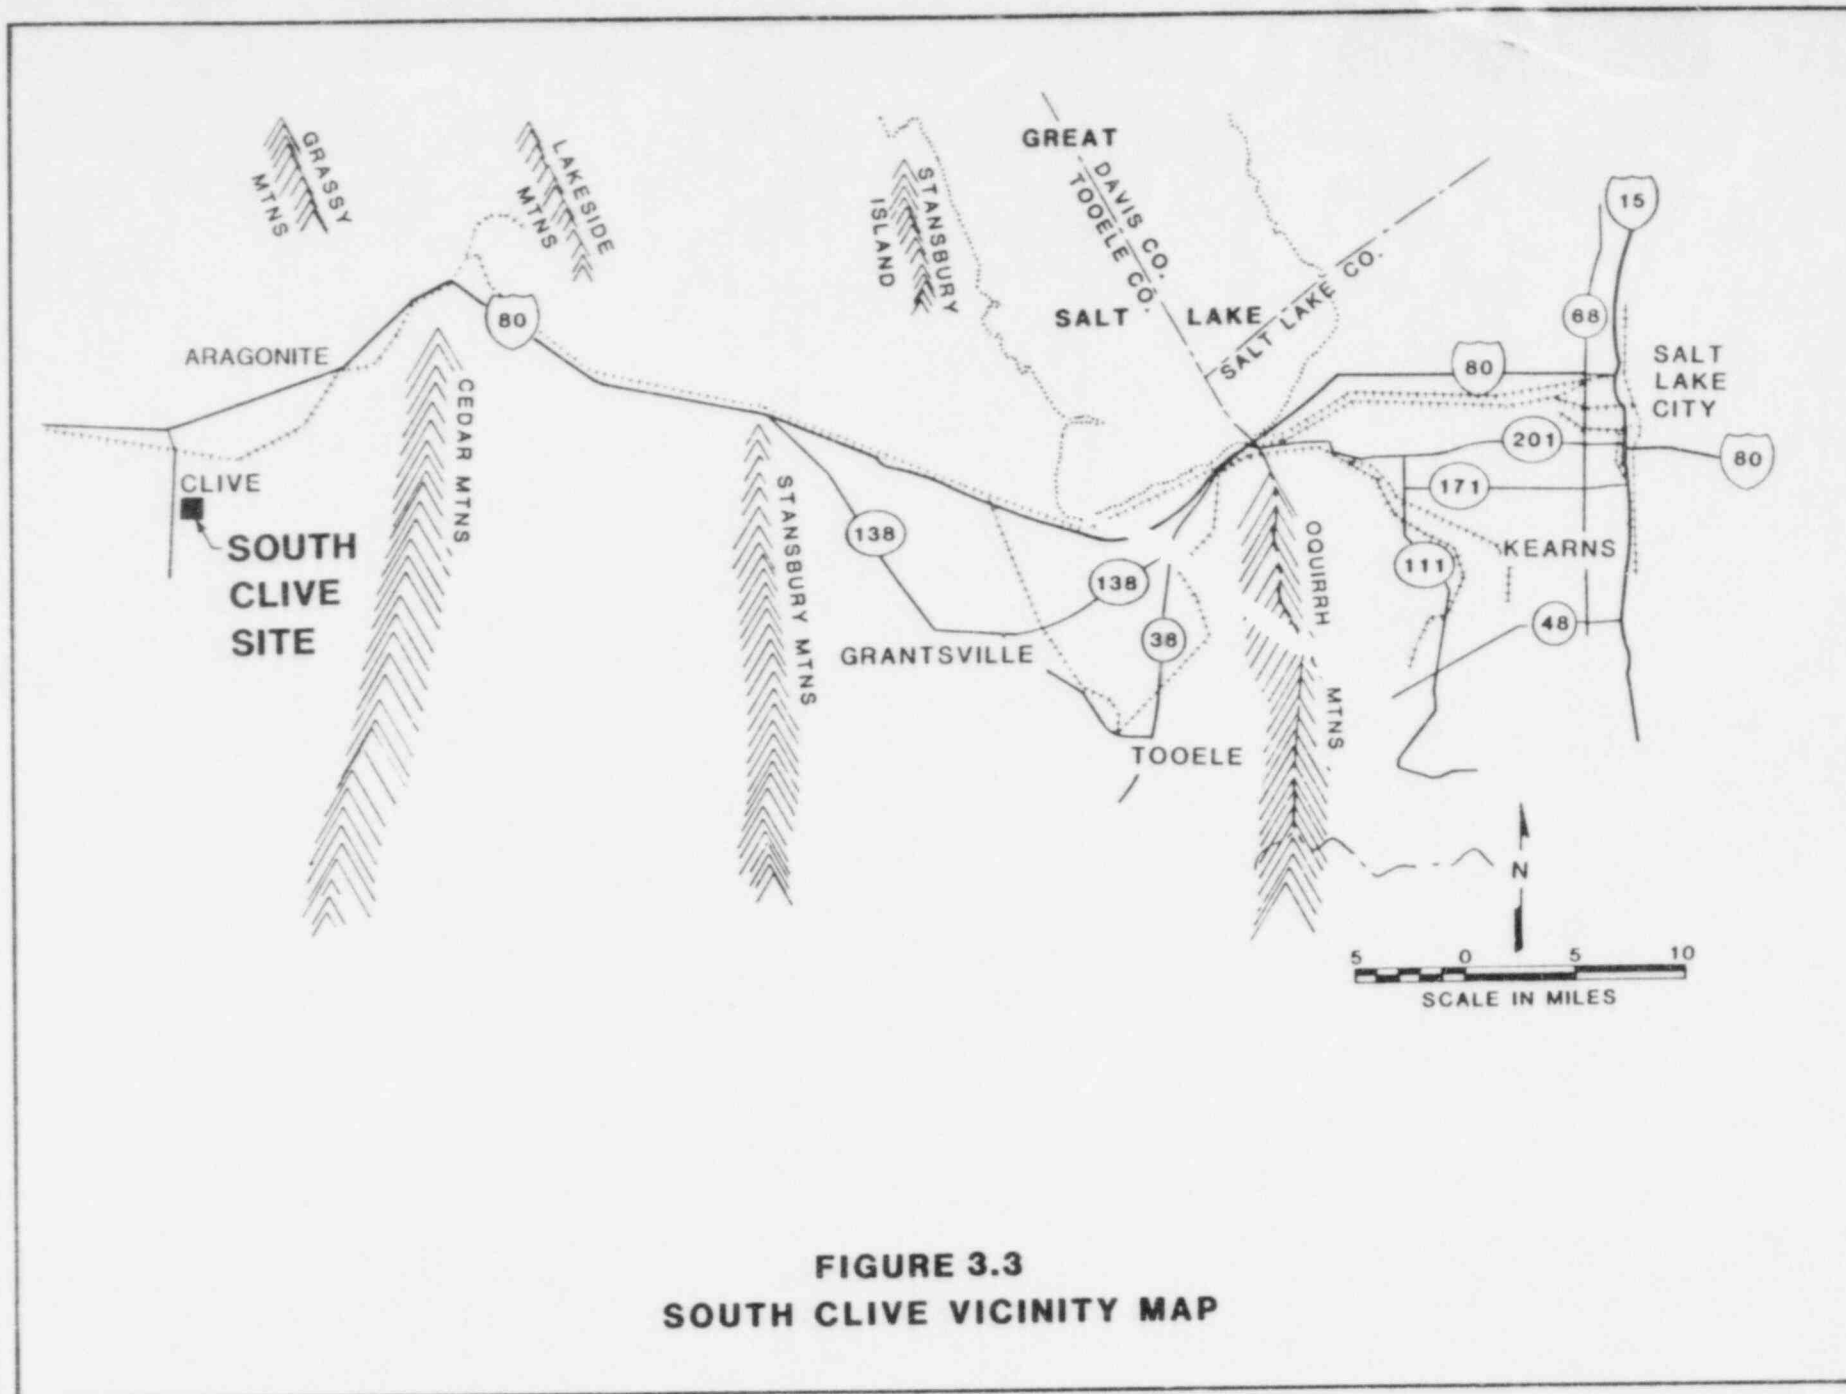 GRASSY
MTNS
LAKESIDE
MTNS
STANSBURY
ISLAND
GREAT
SALT LAKE
DAVIS CO.
TOOELE CO.
SALT LAKE CO.
15
68
80
ARAGONITE
80
SALT
LAKE
CITY
201
80
171
CLIVE
SOUTH
CLIVE
SITE
CEDAR MTNS
STANSBURY MTNS
138
138
OQUIRRH
MTNS
111
KEARNS
48
38
GRANTSVILLE
TOOELE
N
5 0 5 10
SCALE IN MILES
FIGURE 3.3
SOUTH CLIVE VICINITY MAP